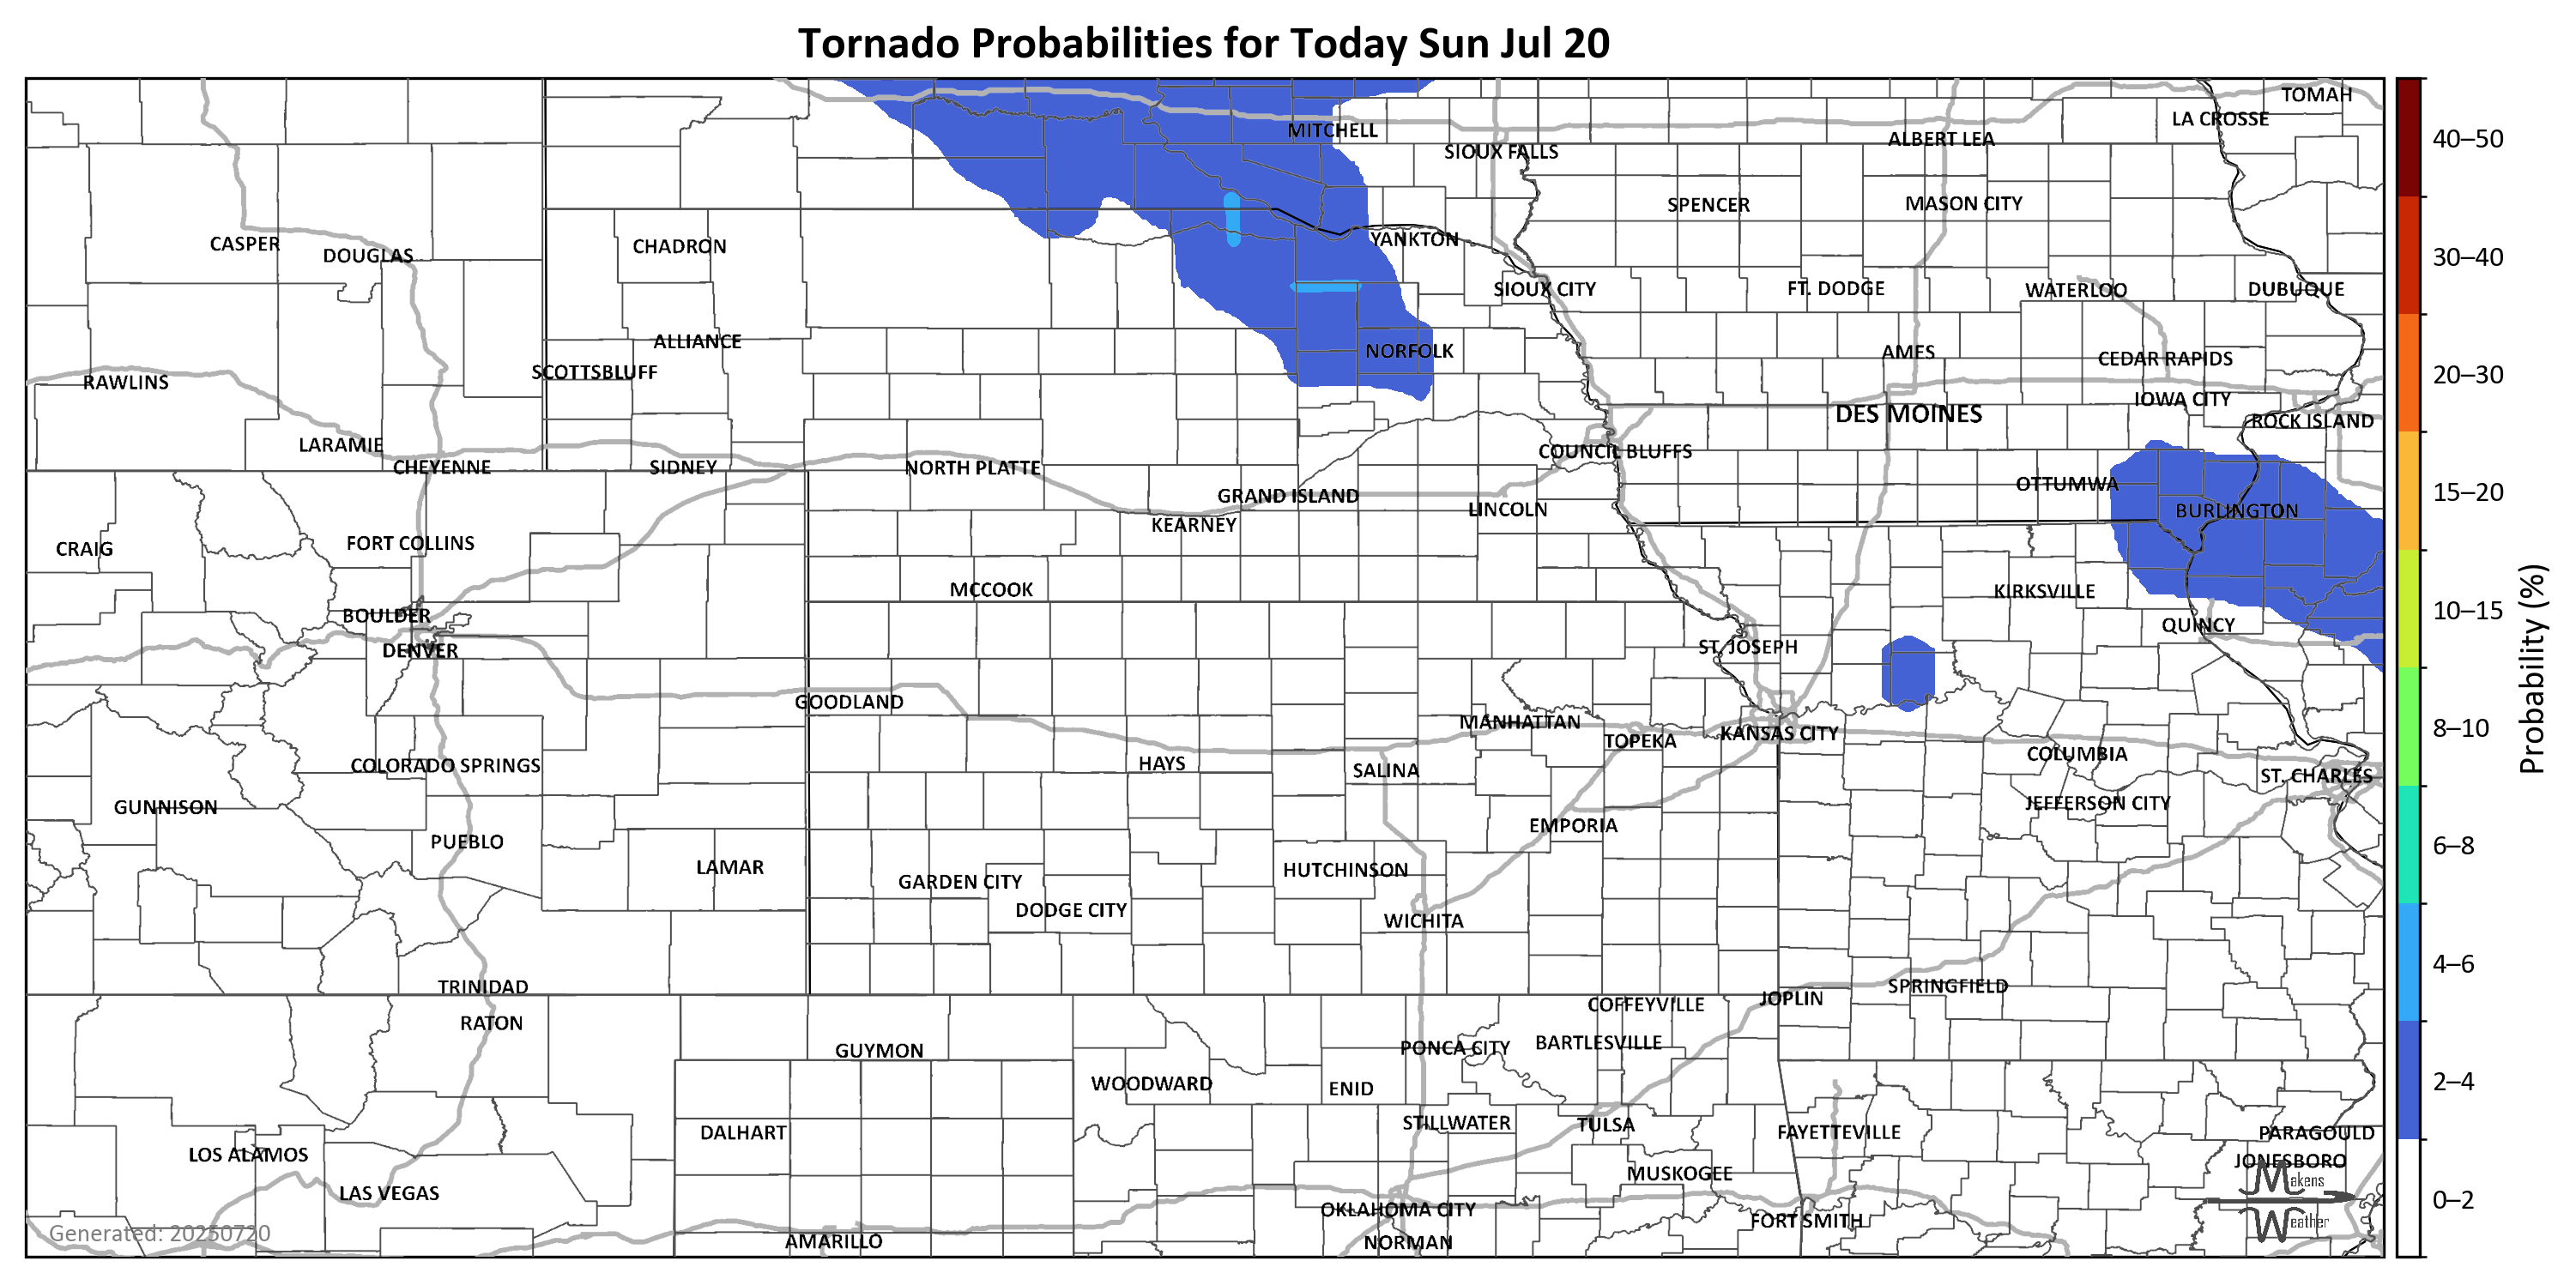 Tornado Probabilities for Today Sun Jul 20
TOMAH
LA CROSSE
MITCHELL
ALBERT LEA
SIOUX FALLS
SPENCER
MASON CITY
CASPER
DOUGLAS
CHADRON
YANKTON
SIOUX CITY
FT. DODGE
WATERLOO
DUBUQUE
ALLIANCE
NORFOLK
AMES
CEDAR RAPIDS
RAWLINS
SCOTTSBLUFF
IOWA CITY
DES MOINES
ROCK ISLAND
LARAMIE
COUNCIL BLUFFS
CHEYENNE
SIDNEY
NORTH PLATTE
OTTUMWA
GRAND ISLAND
LINCOLN
BURLINGTON
KEARNEY
CRAIG
FORT COLLINS
MCCOOK
KIRKSVILLE
BOULDER
QUINCY
DENVER
ST. JOSEPH
GOODLAND
MANHATTAN
TOPEKA
KANSAS CITY
COLUMBIA
COLORADO SPRINGS
HAYS
SALINA
ST. CHARLES
GUNNISON
JEFFERSON CITY
PUEBLO
EMPORIA
LAMAR
GARDEN CITY
HUTCHINSON
DODGE CITY
WICHITA
TRINIDAD
SPRINGFIELD
JOPLIN
COFFEYVILLE
RATON
GUYMON
PONCA CITY
BARTLESVILLE
WOODWARD
ENID
STILLWATER
TULSA
DALHART
FAYETTEVILLE
PARAGOULD
LOS ALAMOS
JONESBORO
MUSKOGEE
LAS VEGAS
OKLAHOMA CITY
FORT SMITH
AMARILLO
NORMAN
Generated: 20250720
Makens
Weather
40–50
30–40
20–30
15–20
10–15
8–10
6–8
4–6
2–4
0–2
Probability (%)